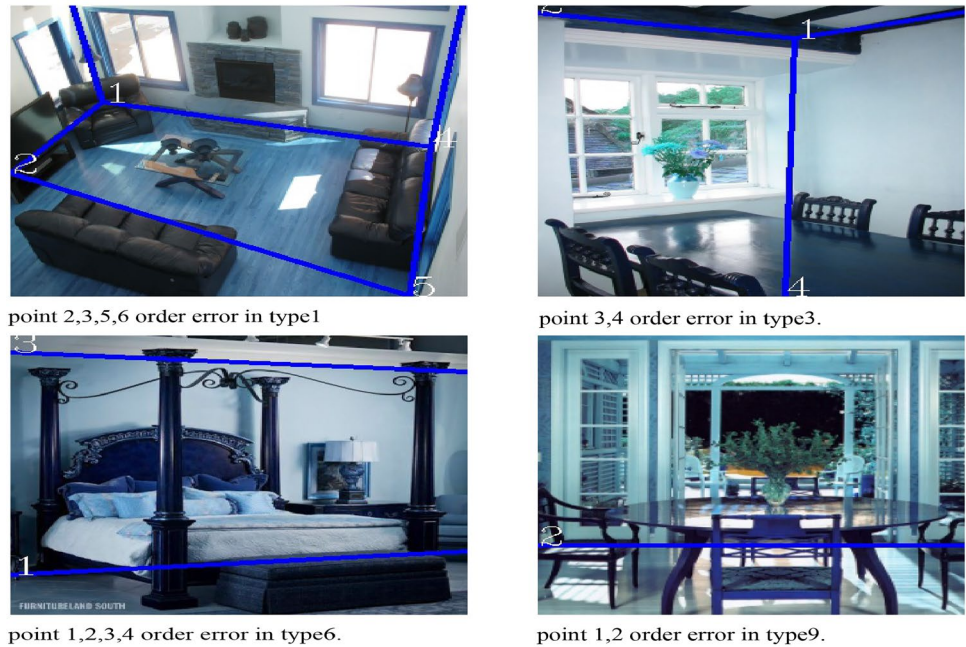 1
2
4
5
2
1
4
point 2,3,5,6 order error in type1
point 3,4 order error in type3.
3
1
FURNITURELAND SOUTH
2
point 1,2,3,4 order error in type6.
point 1,2 order error in type9.